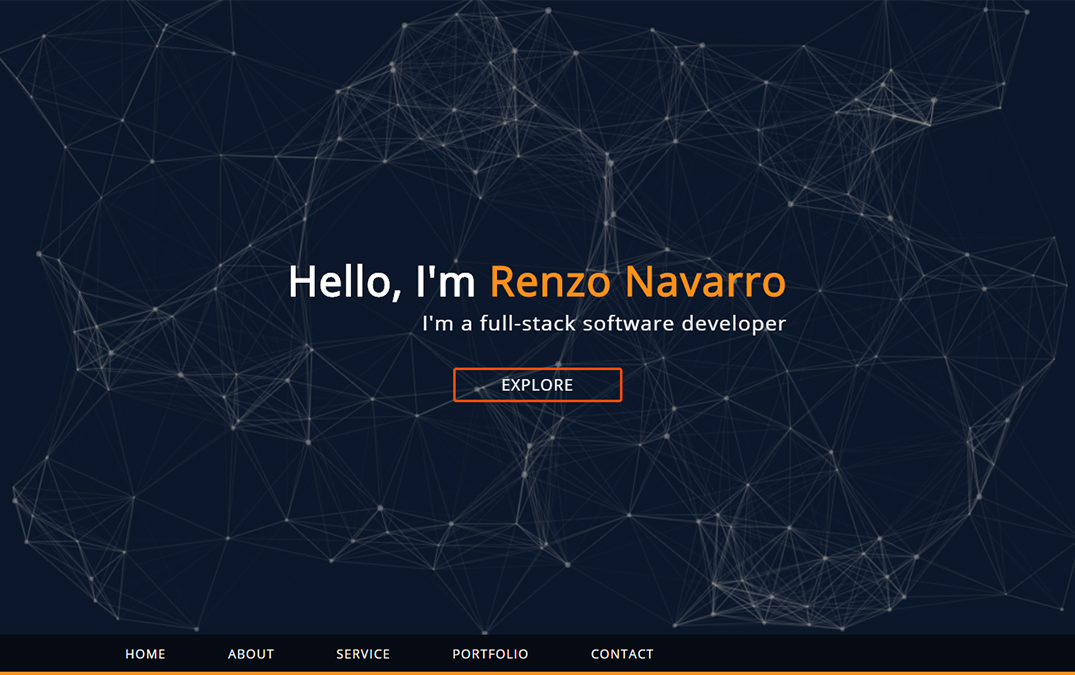 Hello, I'm Renzo Navarro
I'm a full-stack software developer
EXPLORE
HOME ABOUT SERVICE PORTFOLIO CONTACT